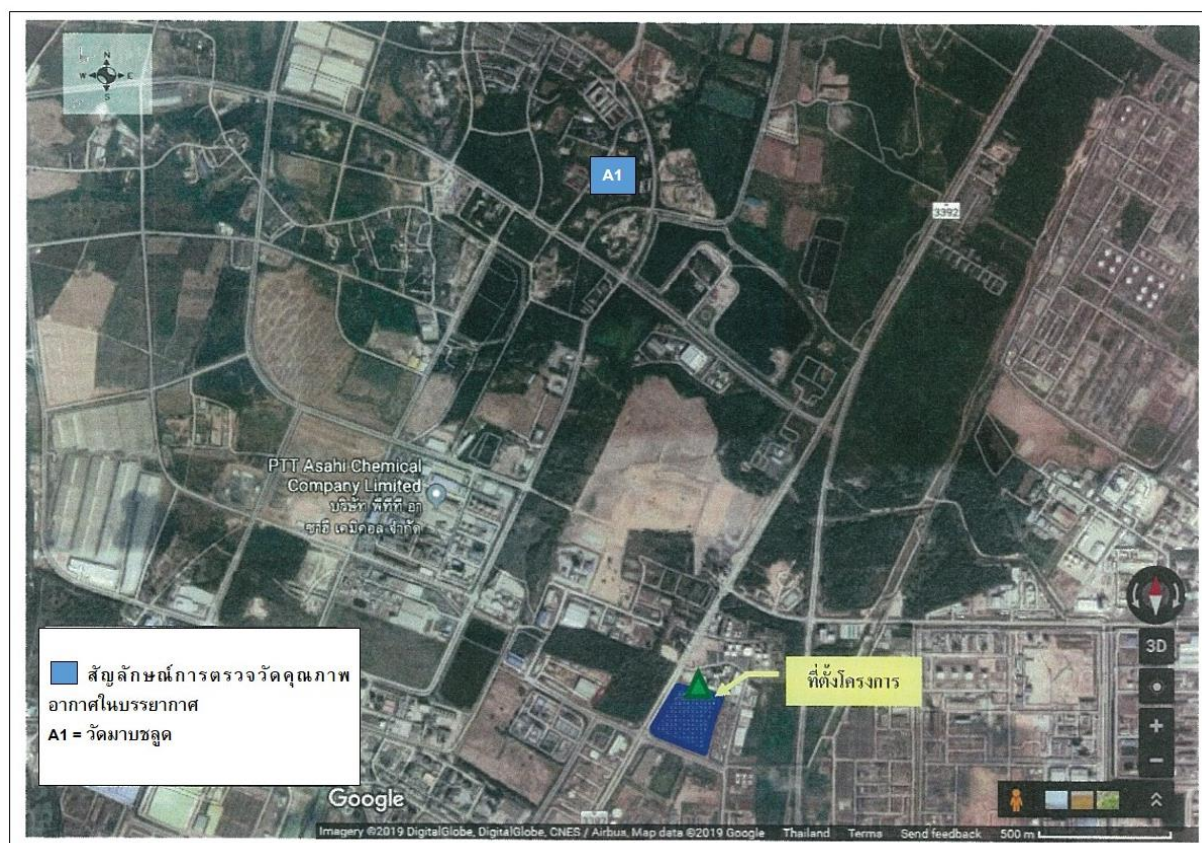 N
W E
S
A1
3392
PTT Asahi Chemical
Company Limited
บริษัท พีทีที อา
ซาฮี เคมิคอล จำกัด
3D
ที่ตั้งโครงการ
สัญลักษณ์การตรวจวัดคุณภาพ
อากาศในบรรยากาศ
A1 = วัดมาบชลูด
Google
Imagery ©2019 DigitalGlobe, DigitalGlobe, CNES / Airbus, Map data ©2019 Google Thailand Terms Send feedback 500 m